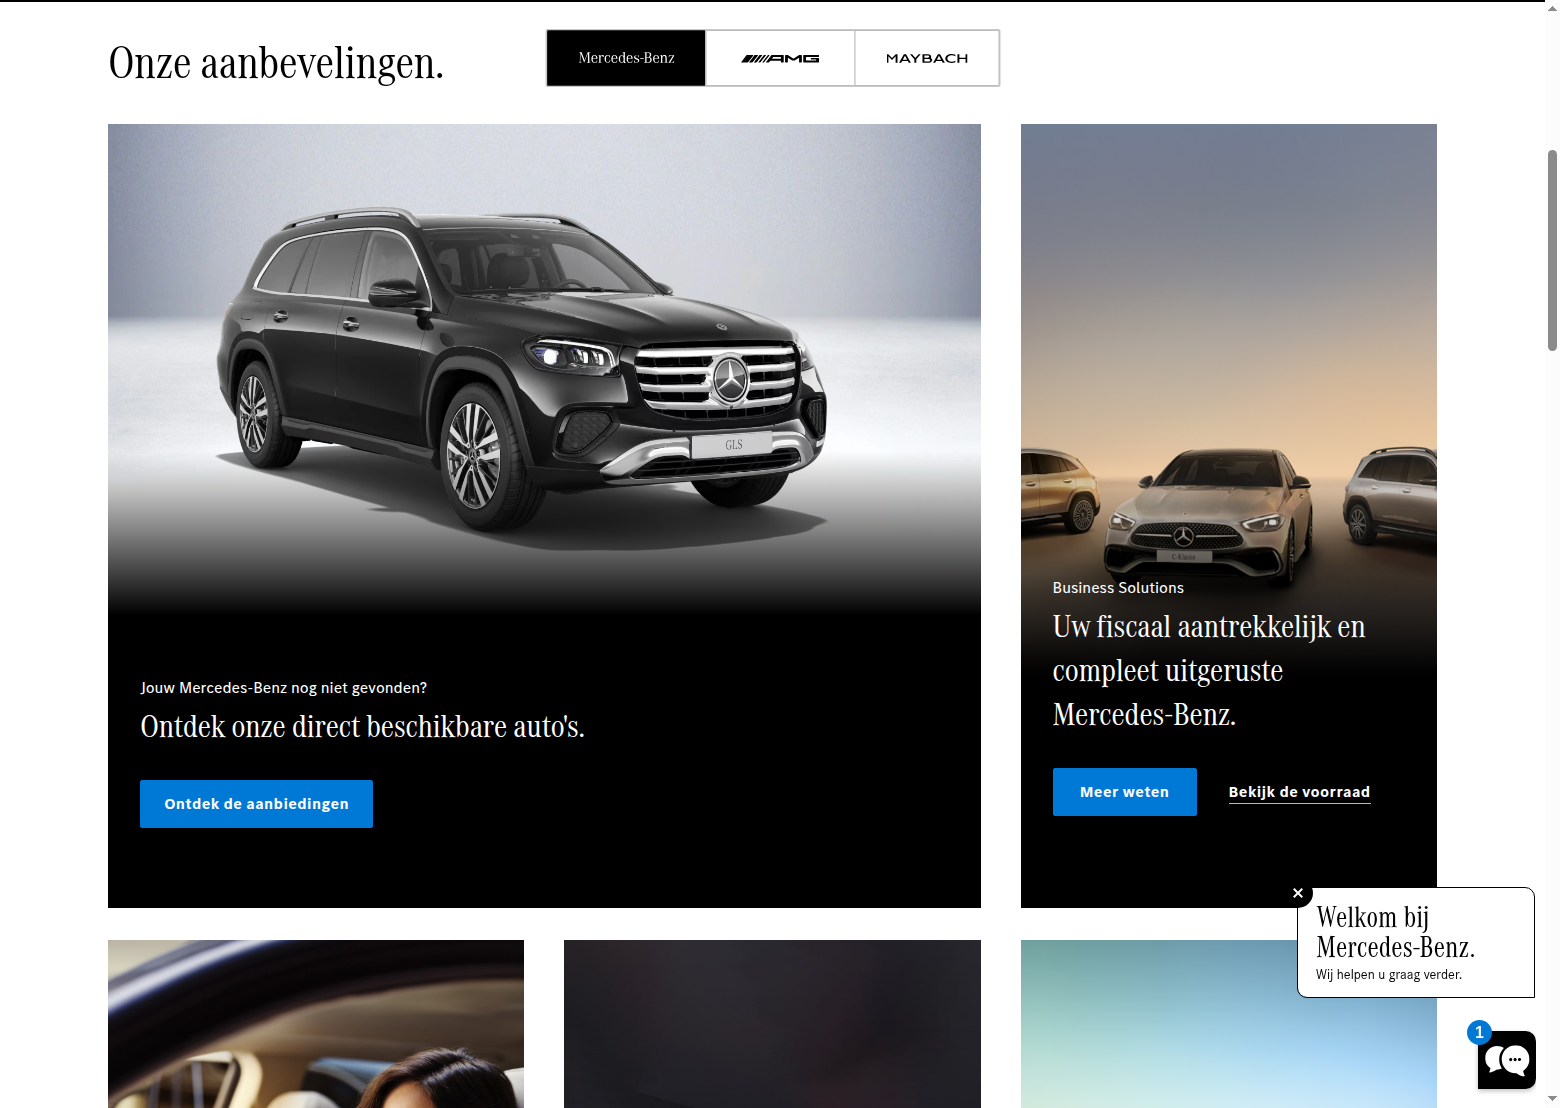 Onze aanbevelingen.
Mercedes-Benz
AMG
MAYBACH
GLS
C-Klasse
Jouw Mercedes-Benz nog niet gevonden?
Ontdek onze direct beschikbare auto's.
Ontdek de aanbiedingen
Business Solutions
Uw fiscaal aantrekkelijk en
compleet uitgeruste
Mercedes-Benz.
Meer weten
Bekijk de voorraad
Welkom bij
Mercedes-Benz.
Wij helpen u graag verder.
1